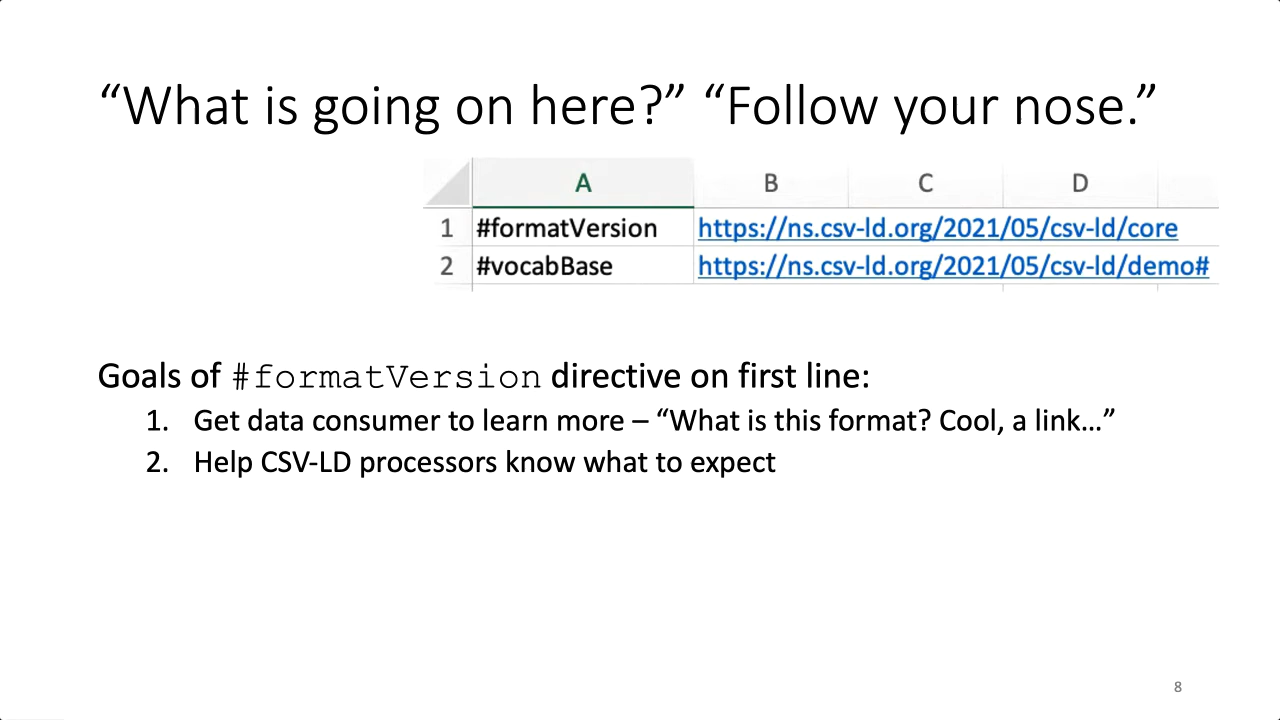 “What is going on here?” “Follow your nose.”
A B C D
1 #formatVersion https://ns.csv-ld.org/2021/05/csv-ld/core
2 #vocabBase https://ns.csv-ld.org/2021/05/csv-ld/demo#
Goals of #formatVersion directive on first line:
1. Get data consumer to learn more – “What is this format? Cool, a link…”
2. Help CSV-LD processors know what to expect
8